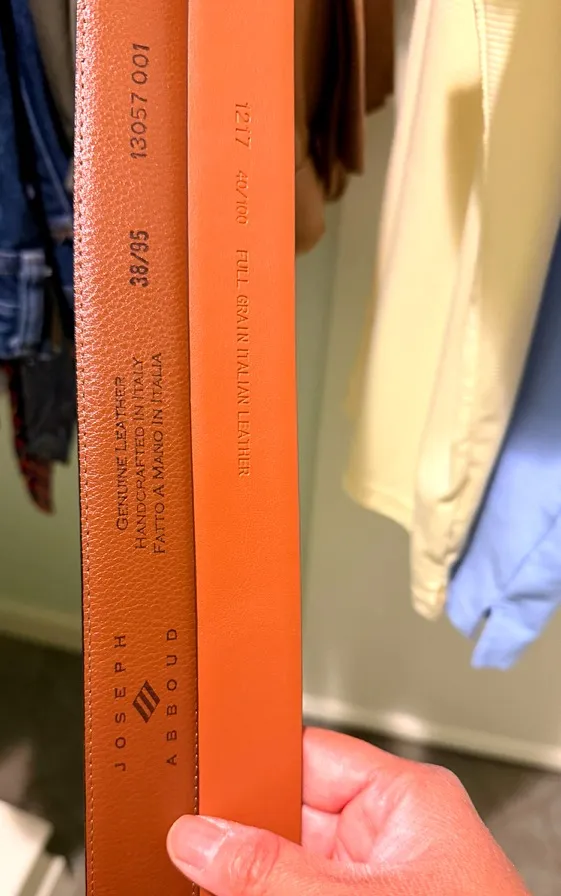 13057 001
38/95
GENUINE LEATHER
HANDCRAFTED IN ITALY
FATTO A MANO IN ITALIA
JOSEPH
ABBOUD
1217 40/100 FULL GRAIN ITALIAN LEATHER